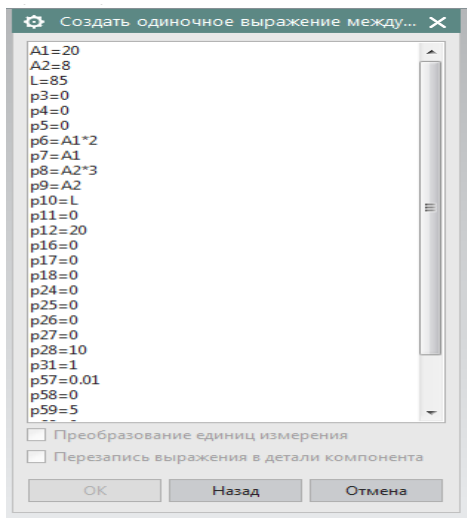 Создать одиночное выражение между...
A1=20
A2=8
L=85
p3=0
p4=0
p5=0
p6=A1*2
p7=A1
p8=A2*3
p9=A2
p10=L
p11=0
p12=20
p16=0
p17=0
p18=0
p24=0
p25=0
p26=0
p27=0
p28=10
p31=1
p57=0.01
p58=0
p59=5
Преобразование единиц измерения
Перезапись выражения в детали компонента
OK Назад Отмена